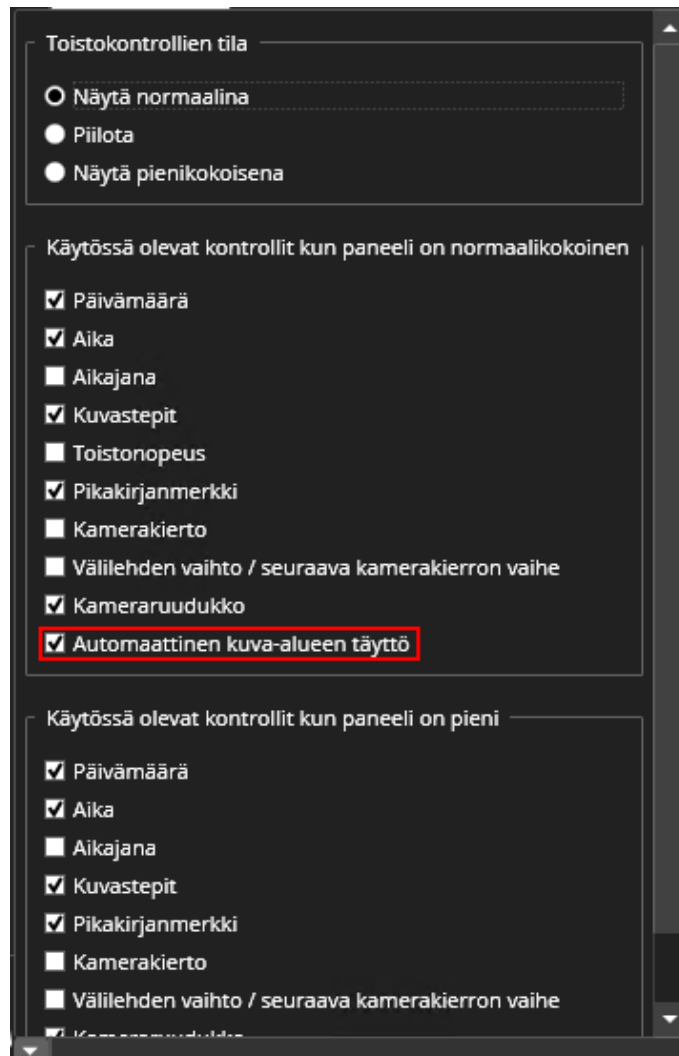 Toistokontrollien tila
Näytä normaalina
Piilota
Näytä pienikokoisena
Käytössä olevat kontrollit kun paneeli on normaalikokoinen
Päivämäärä
Aika
Aikajana
Kuvastepit
Toistonopeus
Pikakirjanmerkki
Kamerakierto
Välilehden vaihto / seuraava kamerakierron vaihe
Kameraruudukko
Automaattinen kuva-alueen täyttö
Käytössä olevat kontrollit kun paneeli on pieni
Päivämäärä
Aika
Aikajana
Kuvastepit
Pikakirjanmerkki
Kamerakierto
Välilehden vaihto / seuraava kamerakierron vaihe
Kameraruudukko